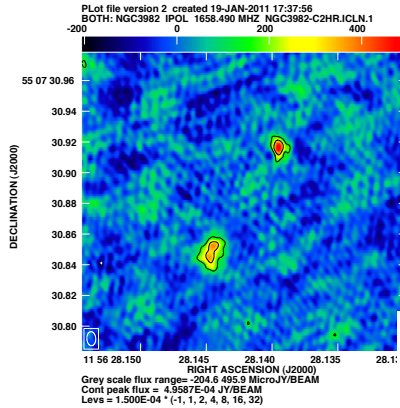 PLot file version 2  created 19-JAN-2011 17:37:56
BOTH: NGC3982  IPOL  1658.490 MHZ  NGC3982-C2HR.ICLN.1
-200 0 200 400
55 07 30.96
30.94
30.92
30.90
30.88
30.86
30.84
30.82
30.80
DECLINATION (J2000)
11 56 28.150 28.145 28.140 28.135
RIGHT ASCENSION (J2000)
Grey scale flux range= -204.6 495.9 MicroJY/BEAM
Cont peak flux =  4.9587E-04 JY/BEAM
Levs = 1.500E-04 * (-1, 1, 2, 4, 8, 16, 32)